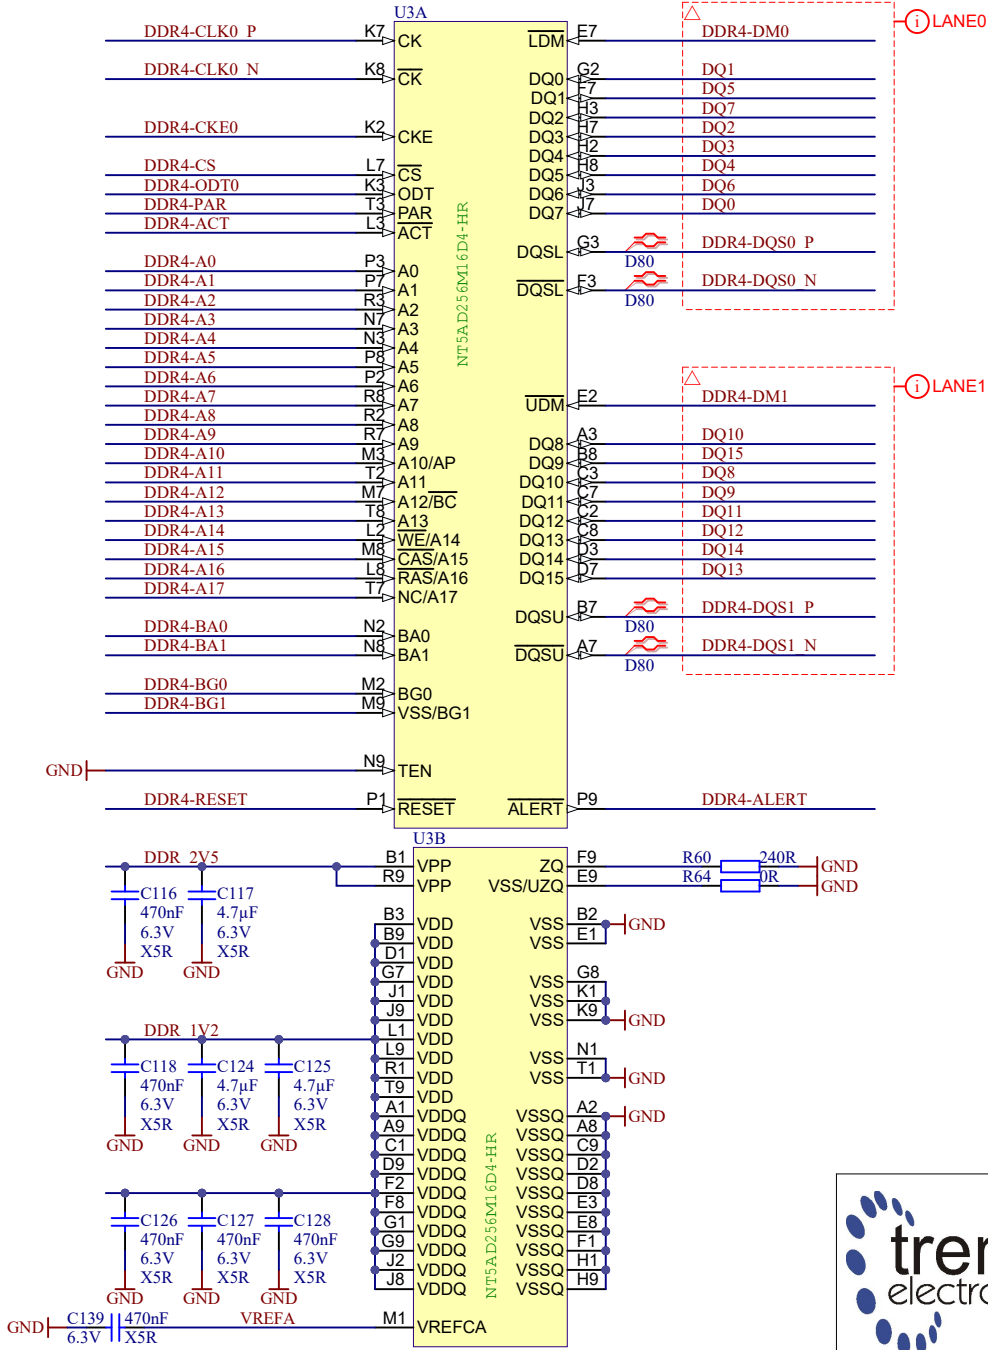 U3A
DDR4-CLK0_P K7 CK LDM E7 DDR4-DM0 LANE0
DDR4-CLK0_N K8 CK DQ0 G2 DQ1
DQ1 F7 DQ5
DQ2 H3 DQ7
DDR4-CKE0 K2 CKE DQ3 H7 DQ2
DQ4 H2 DQ3
DDR4-CS L7 CS DQ5 H8 DQ4
DDR4-ODT0 K3 ODT DQ6 J3 DQ6
DDR4-PAR T3 PAR DQ7 J7 DQ0
DDR4-ACT L3 ACT
DQSL G3 D80 DDR4-DQS0_P
DDR4-A0 P3 A0
DDR4-A1 P7 A1 DQSL F3 D80 DDR4-DQS0_N
DDR4-A2 R3 A2
DDR4-A3 N7 A3
DDR4-A4 N3 A4
DDR4-A5 P8 A5
DDR4-A6 P2 A6 LANE1
DDR4-A7 R8 A7 UDM E2 DDR4-DM1
DDR4-A8 R2 A8
DDR4-A9 R7 A9 DQ8 A3 DQ10
DDR4-A10 M3 A10/AP DQ9 B8 DQ15
DDR4-A11 T2 A11 DQ10 C3 DQ8
DDR4-A12 M7 A12/BC DQ11 C7 DQ9
DDR4-A13 T8 A13 DQ12 C2 DQ11
DDR4-A14 L2 WE/A14 DQ13 C8 DQ12
DDR4-A15 M8 CAS/A15 DQ14 D3 DQ14
DDR4-A16 L8 RAS/A16 DQ15 D7 DQ13
DDR4-A17 T7 NC/A17
DQSU B7 D80 DDR4-DQS1_P
DDR4-BA0 N2 BA0
DDR4-BA1 N8 BA1 DQSU A7 D80 DDR4-DQS1_N
DDR4-BG0 M2 BG0
DDR4-BG1 M9 VSS/BG1
GND N9 TEN
DDR4-RESET P1 RESET ALERT P9 DDR4-ALERT
NT5AD256M16D4-HR
U3B
DDR_2V5 B1 VPP ZQ F9 R60 240R GND
R9 VPP VSS/UZQ E9 R64 0R GND
C116 C117
470nF 4.7µF
6.3V 6.3V
X5R X5R
GND GND
B3 VDD VSS B2 GND
B9 VDD VSS E1
D1 VDD
G7 VDD VSS G8
J1 VDD VSS K1
J9 VDD VSS K9 GND
DDR_1V2 L1 VDD
L9 VDD VSS N1
R1 VDD VSS T1 GND
T9 VDD
C118 C124 C125
470nF 4.7µF 4.7µF
6.3V 6.3V 6.3V
X5R X5R X5R
GND GND GND
A1 VDDQ VSSQ A2 GND
A9 VDDQ VSSQ A8
C1 VDDQ VSSQ C9
D9 VDDQ VSSQ D2
F2 VDDQ VSSQ D8
F8 VDDQ VSSQ E3
G1 VDDQ VSSQ E8
G9 VDDQ VSSQ F1
J2 VDDQ VSSQ H1
J8 VDDQ VSSQ H9
C126 C127 C128
470nF 470nF 470nF
6.3V 6.3V 6.3V
X5R X5R X5R
GND GND GND
GND C139 470nF VREFA M1 VREFCA
6.3V X5R
NT5AD256M16D4-HR
tren
electro